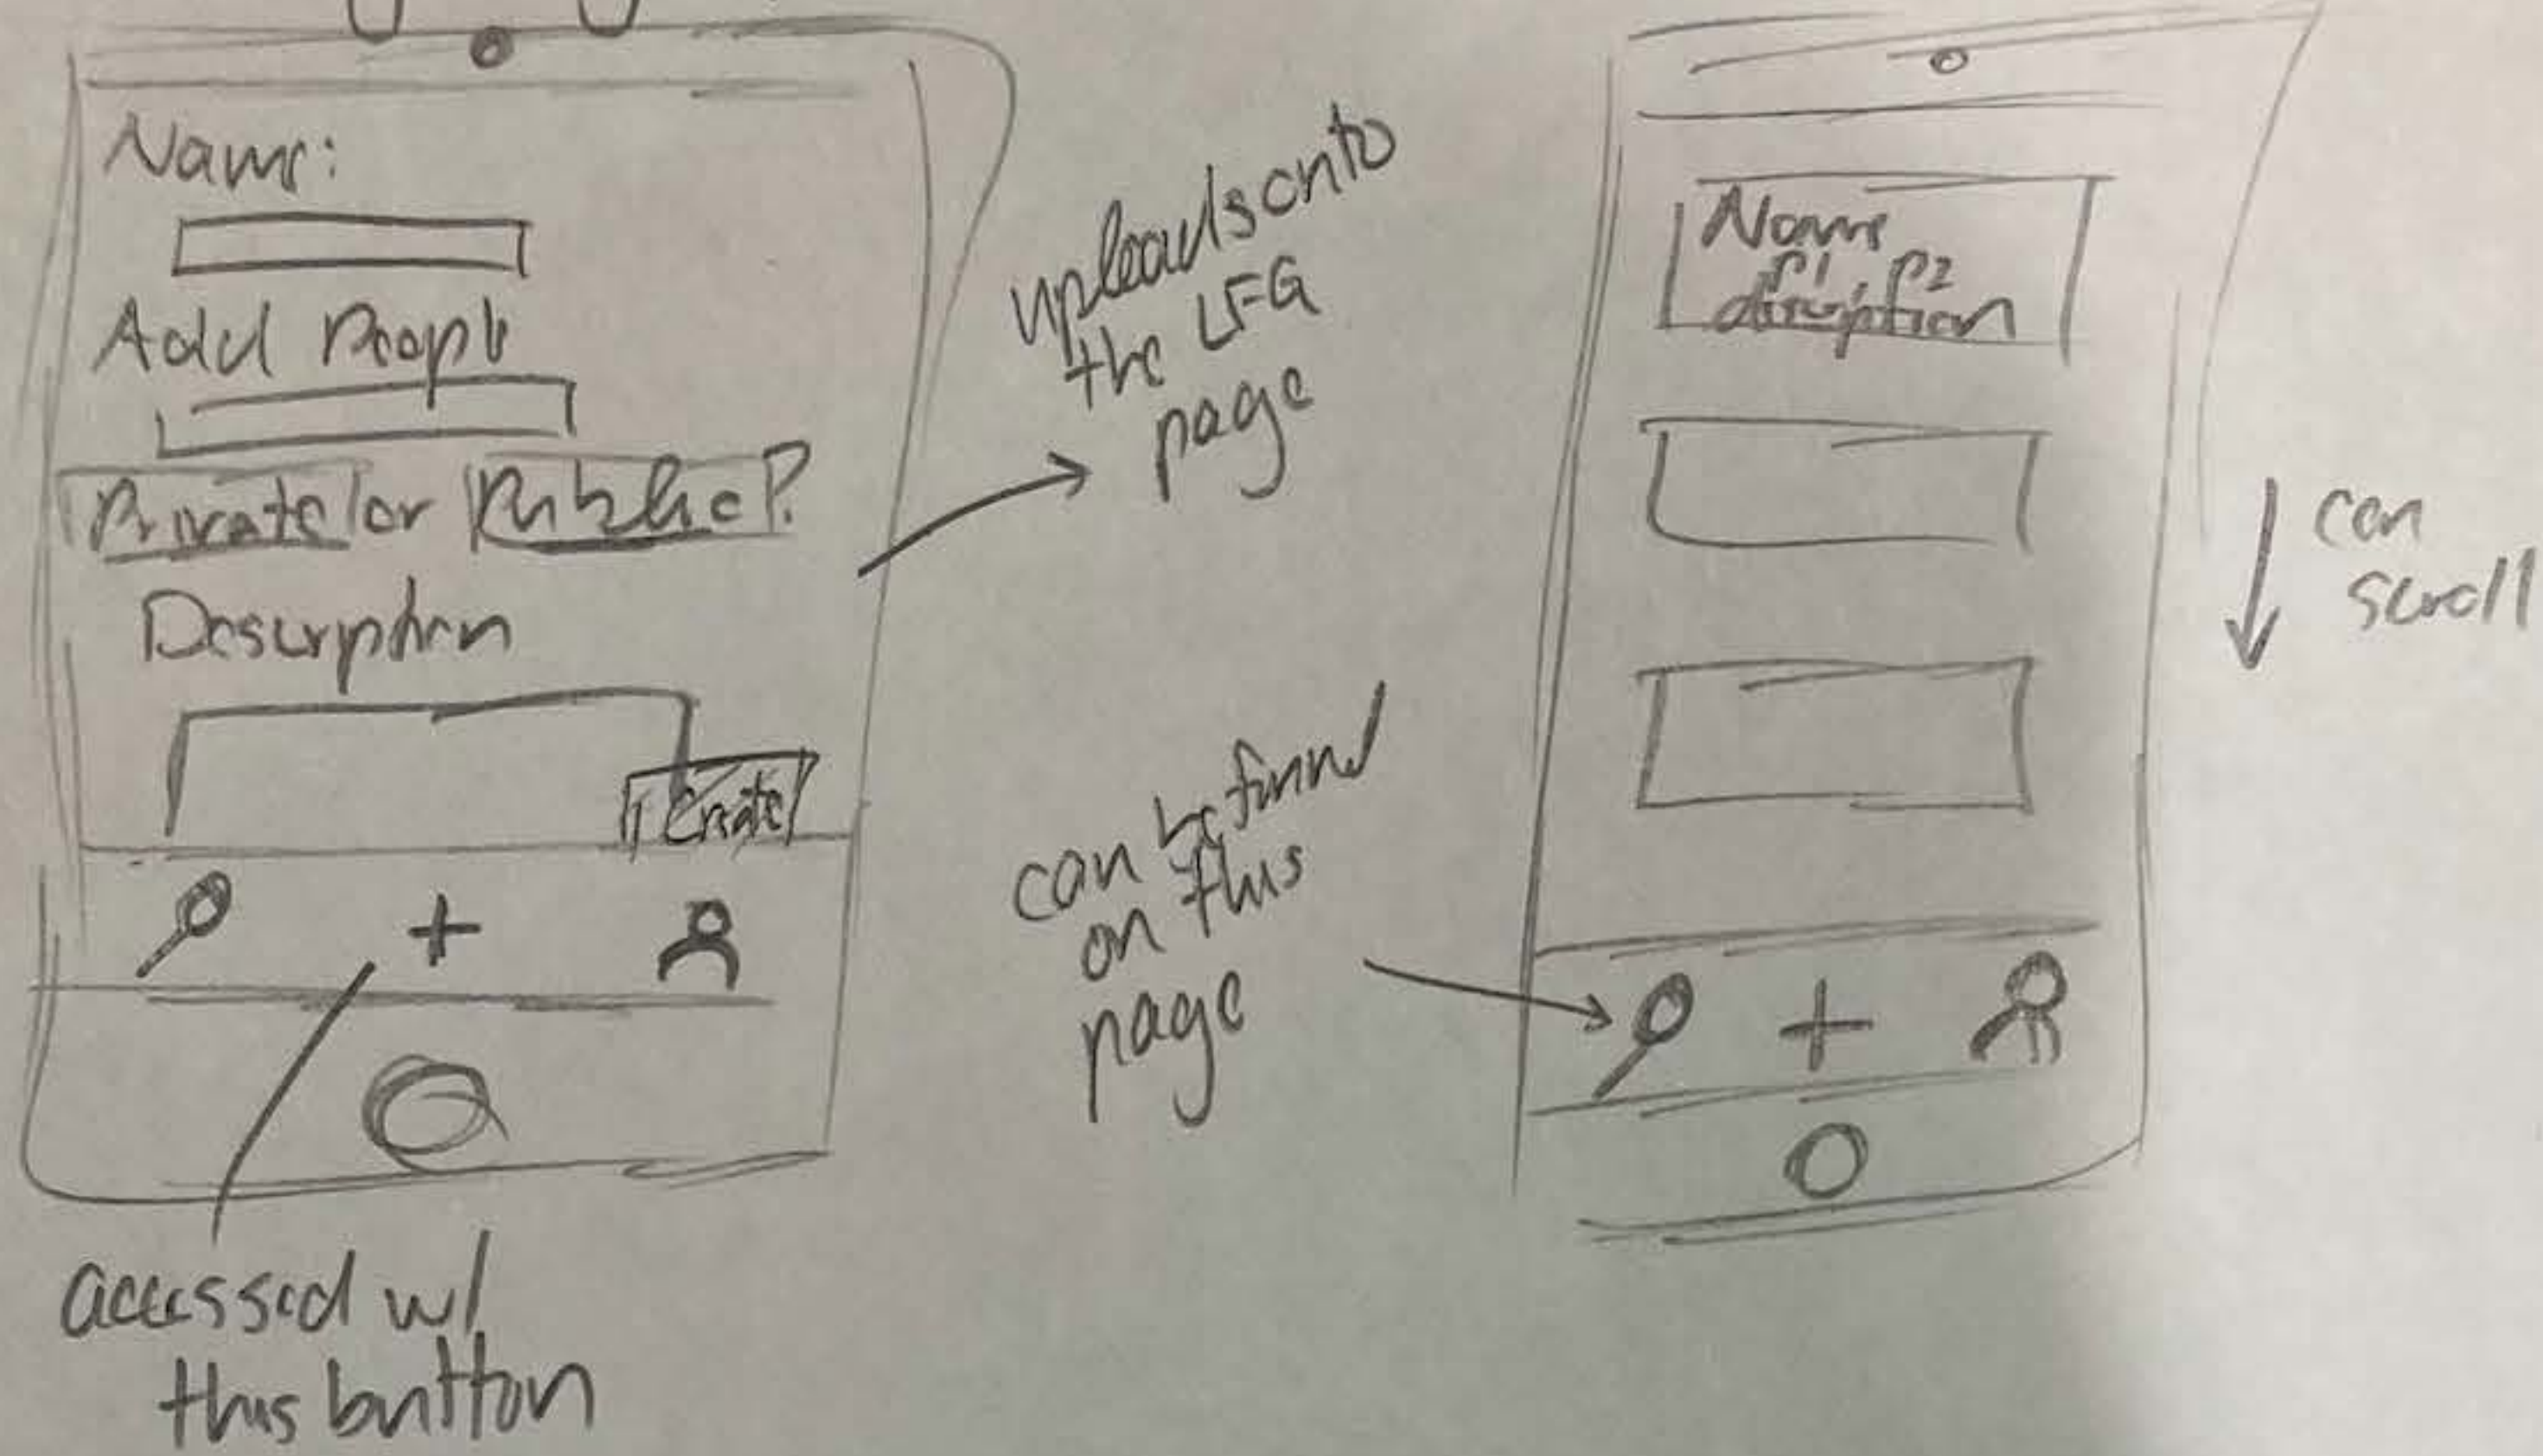 Name:
Add People
Private or Public?
Description
Create
accessed w/
this button
uploads onto
the LFG
page
can be found
on this
page
Name
P1, P2
description
can
scroll